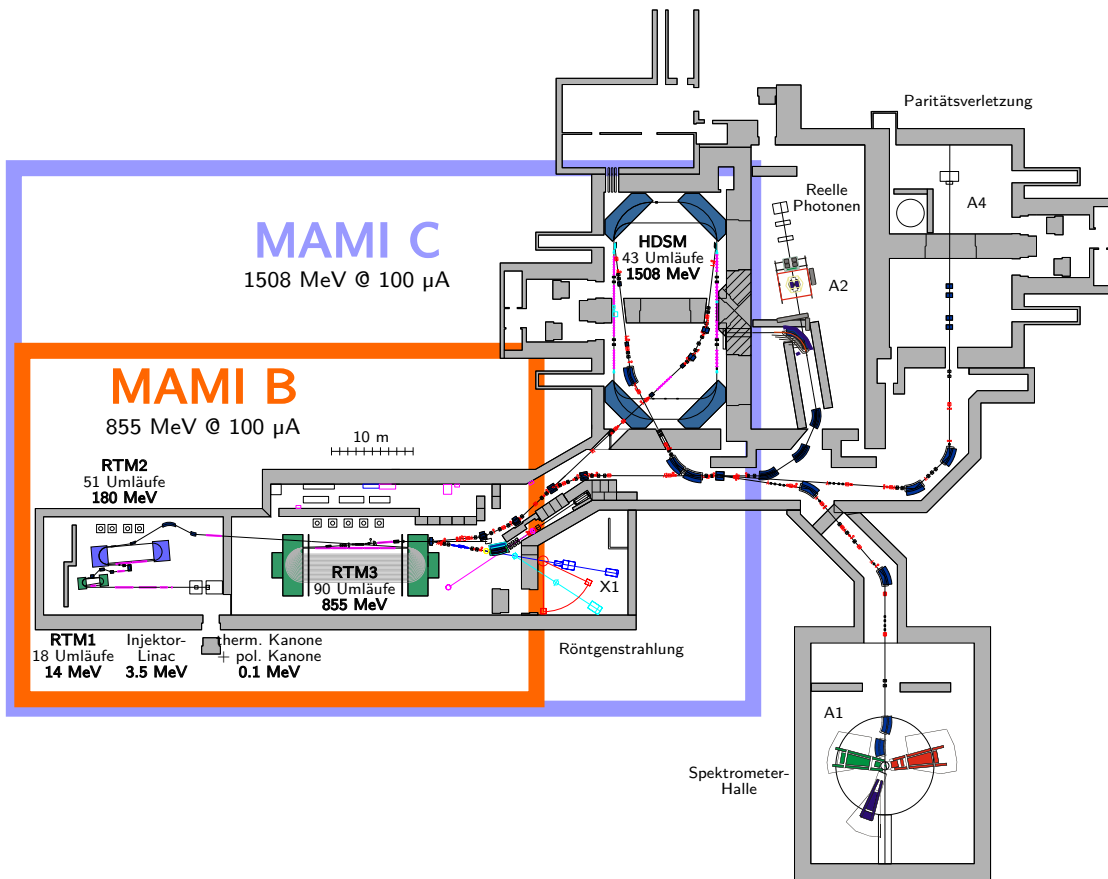 Paritätsverletzung
Reelle
Photonen
A4
MAMI C
1508 MeV @ 100 µA
HDSM
43 Umläufe
1508 MeV
A2
MAMI B
855 MeV @ 100 µA
10 m
RTM2
51 Umläufe
180 MeV
RTM3
90 Umläufe
855 MeV
X1
RTM1
18 Umläufe
14 MeV
Injektor-
Linac
3.5 MeV
therm. Kanone
+ pol. Kanone
0.1 MeV
Röntgenstrahlung
A1
Spektrometer-
Halle